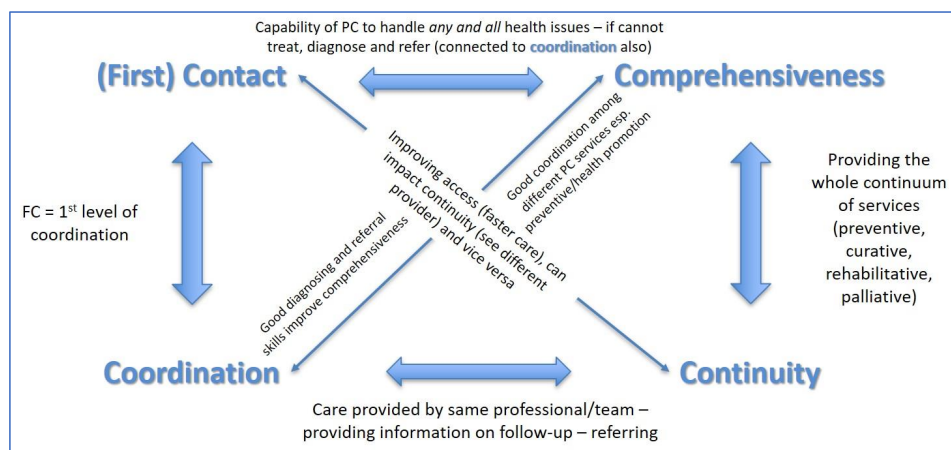 Capability of PC to handle any and all health issues – if cannot
treat, diagnose and refer (connected to coordination also)
(First) Contact
Comprehensiveness
Improving access (faster care), can
impact continuity (see different
provider) and vice versa
Good coordination among
different PC services esp.
preventive/health promotion
FC = 1st level of
coordination
Providing the
whole continuum
of services
(preventive,
curative,
rehabilitative,
palliative)
Good diagnosing and referral
skills improve comprehensiveness
Coordination
Continuity
Care provided by same professional/team –
providing information on follow-up – referring